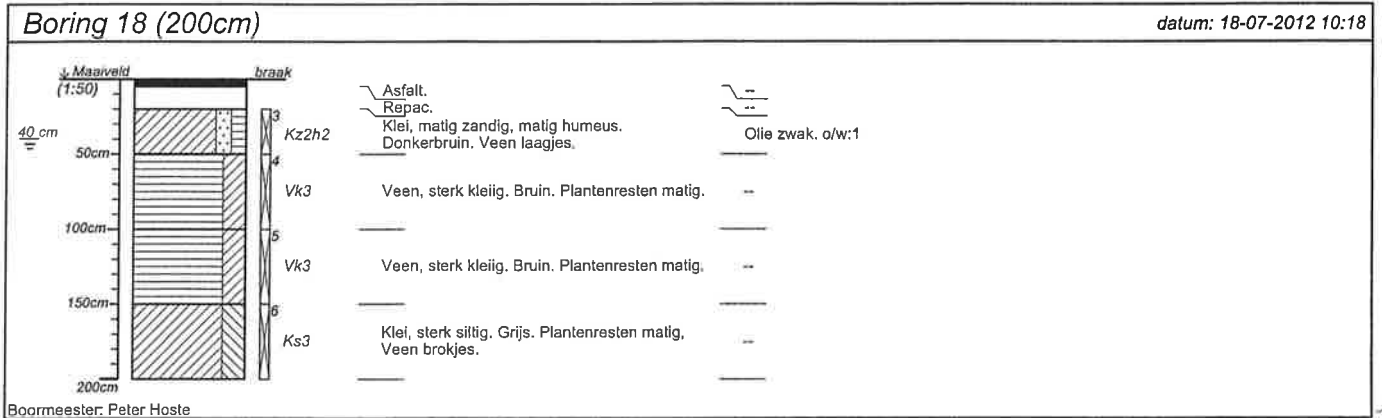 Boring 18 (200cm)
datum: 18-07-2012 10:18
Maaiveld
braak
(1:50)
Asfalt.
--
Repac.
--
3
Kz2h2
Klei, matig zandig, matig humeus.
Donkerbruin. Veen laagjes.
Olie zwak. o/w:1
40 cm
50cm
4
Vk3
Veen, sterk kleiig. Bruin. Plantenresten matig.
--
100cm
5
Vk3
Veen, sterk kleiig. Bruin. Plantenresten matig.
--
150cm
6
Ks3
Klei, sterk siltig. Grijs. Plantenresten matig,
Veen brokjes.
--
200cm
Boormeester: Peter Hoste